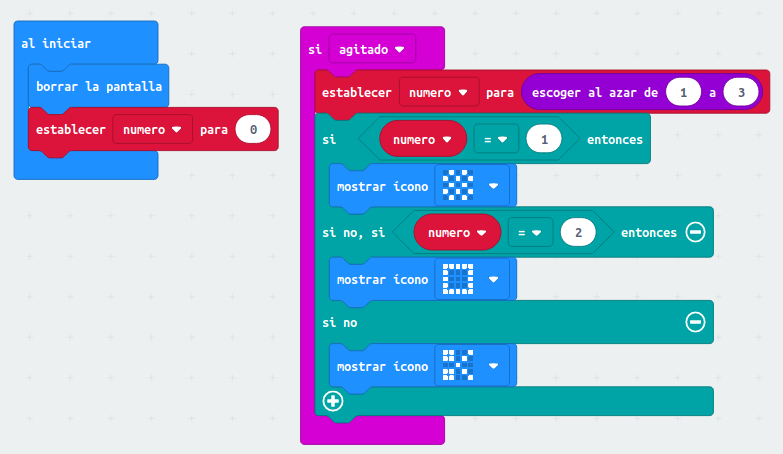 al iniciar
borrar la pantalla
establecer numero para 0
si agitado
establecer numero para escoger al azar de 1 a 3
si numero = 1 entonces
mostrar icono
si no, si numero = 2 entonces
mostrar icono
si no
mostrar icono